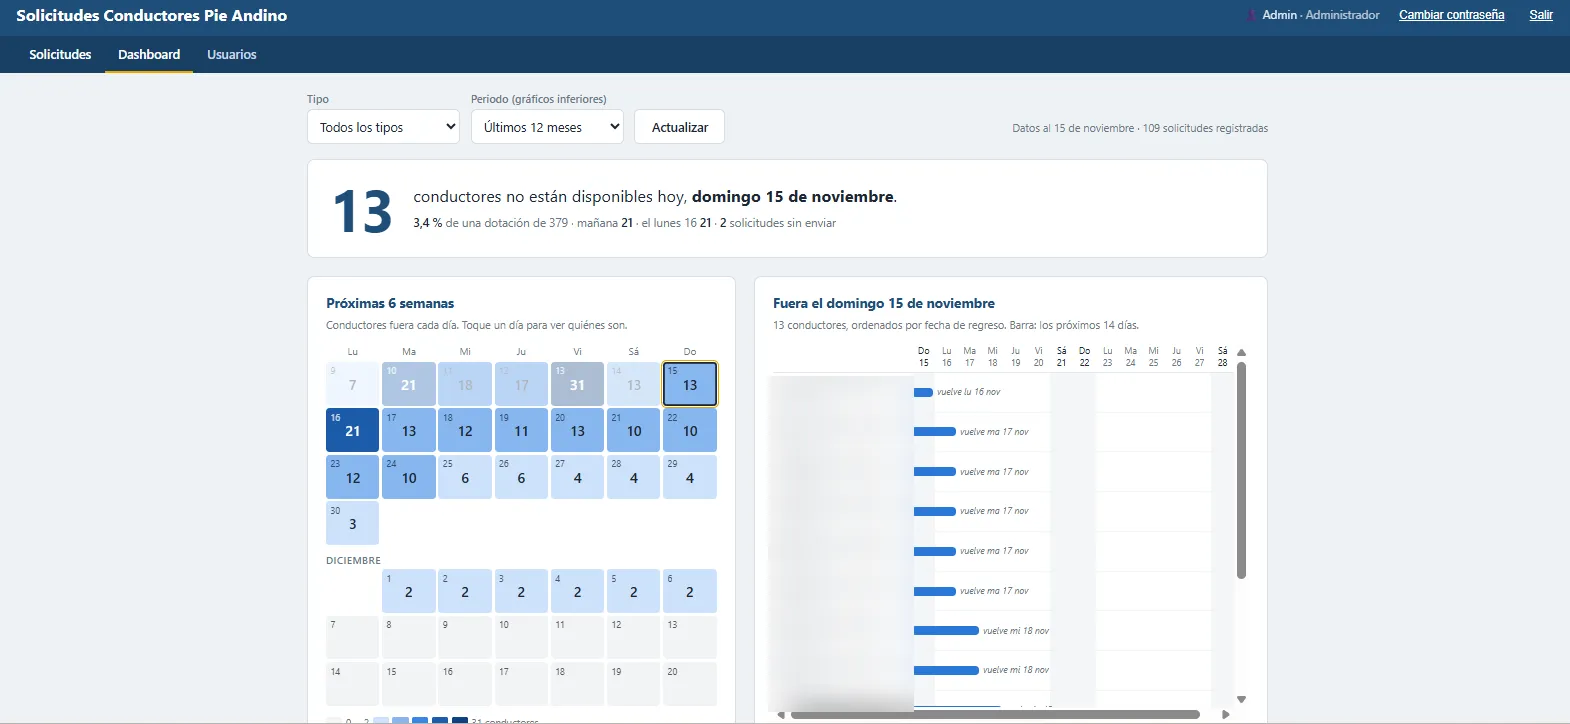 Solicitudes Conductores Pie Andino
Admin · Administrador
Cambiar contraseña
Salir
Solicitudes
Dashboard
Usuarios
Tipo
Periodo (gráficos inferiores)
Todos los tipos
Últimos 12 meses
Actualizar
Datos al 15 de noviembre · 109 solicitudes registradas
13
conductores no están disponibles hoy, domingo 15 de noviembre.
3,4 % de una dotación de 379 · mañana 21 · el lunes 16 21 · 2 solicitudes sin enviar
Próximas 6 semanas
Conductores fuera cada día. Toque un día para ver quiénes son.
Lu Ma Mi Ju Vi Sá Do
9 10 11 12 13 14 15
7 21 18 17 31 13 13
16 17 18 19 20 21 22
21 13 12 11 13 10 10
23 24 25 26 27 28 29
12 10 6 6 4 4 4
30
3
DICIEMBRE
1 2 3 4 5 6
2 2 2 2 2 2
7 8 9 10 11 12 13
14 15 16 17 18 19 20
0 2 31 conductores
Fuera el domingo 15 de noviembre
13 conductores, ordenados por fecha de regreso. Barra: los próximos 14 días.
Do Lu Ma Mi Ju Vi Sá Do Lu Ma Mi Ju Vi Sá
15 16 17 18 19 20 21 22 23 24 25 26 27 28
vuelve lu 16 nov
vuelve ma 17 nov
vuelve ma 17 nov
vuelve ma 17 nov
vuelve ma 17 nov
vuelve ma 17 nov
vuelve mi 18 nov
vuelve mi 18 nov